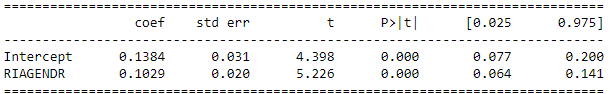 ==============================================================================
coef std err t P>|t| [0.025 0.975]
------------------------------------------------------------------------------
Intercept 0.1384 0.031 4.398 0.000 0.077 0.200
RIAGENDR 0.1029 0.020 5.226 0.000 0.064 0.141
==============================================================================